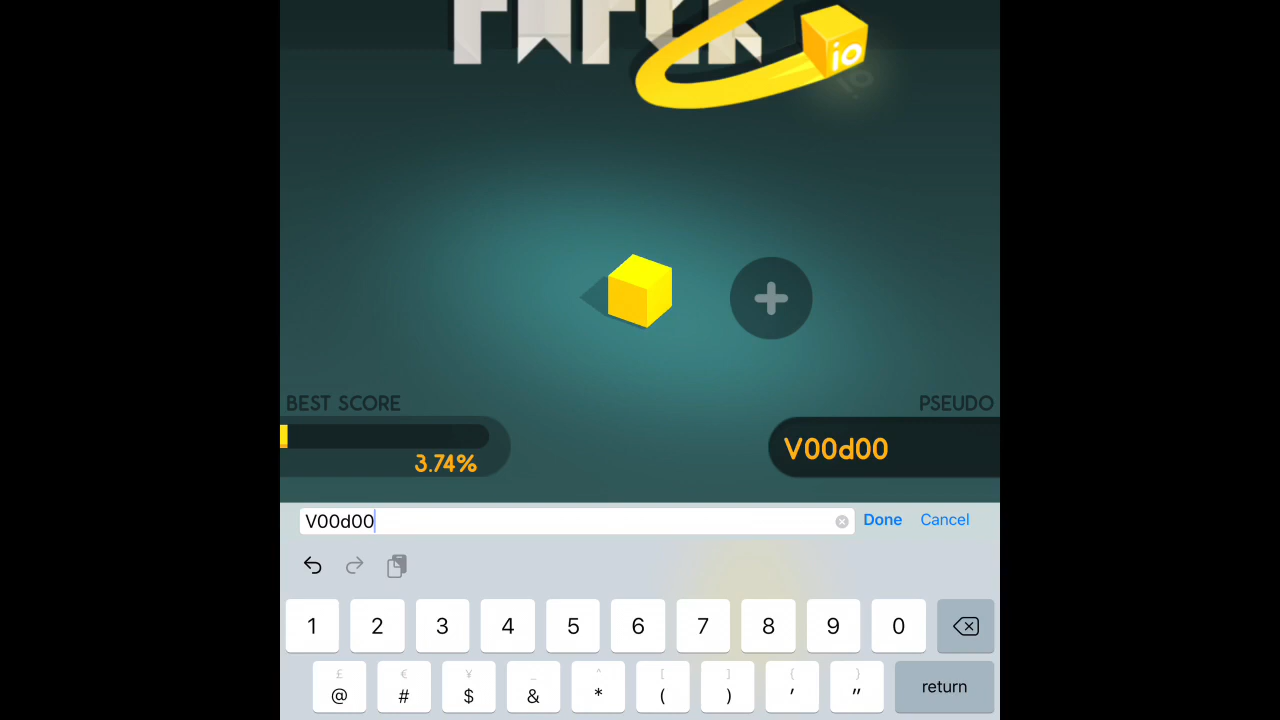 io
BEST SCORE
PSEUDO
3.74%
V00d00
V00d00
Done
Cancel
1 2 3 4 5 6 7 8 9 0
£ € ¥ _ ^ [ ] { }
@ # $ & * ( ) ' "
return